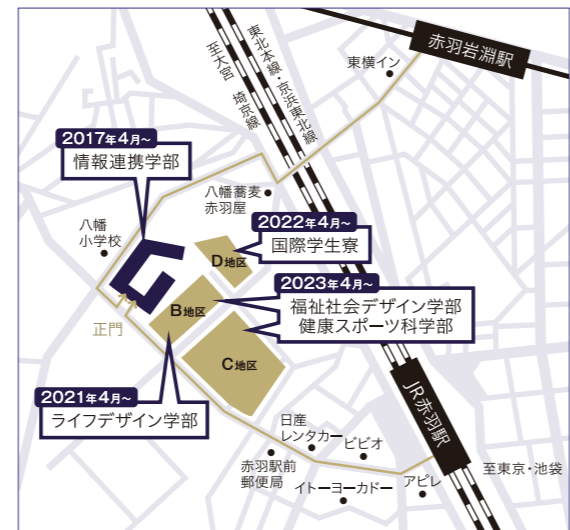 赤羽岩淵駅
東横イン
東北本線・京浜東北線
埼京線
至大宮
2017年4月〜
情報連携学部
八幡
小学校
八幡蕎麦
赤羽屋
2022年4月〜
国際学生寮
D地区
2023年4月〜
福祉社会デザイン学部
健康スポーツ科学部
B地区
正門
C地区
2021年4月〜
ライフデザイン学部
JR赤羽駅
日産
レンタカー
ビビオ
赤羽駅前
郵便局
イトーヨーカドー
アピレ
至東京・池袋